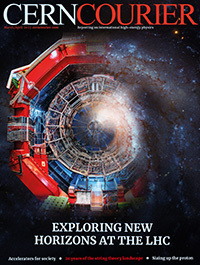 CERNCOURIER
Reporting on international high-energy physics
EXPLORING NEW
HORIZONS AT THE LHC
Accelerators for society • 20 years of the string theory landscape • Sizing up the proton